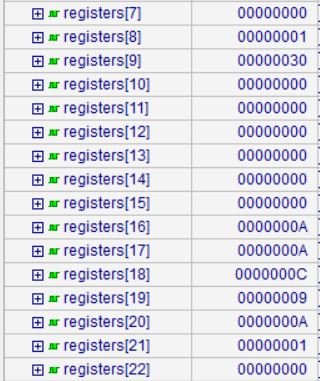 registers[7] 00000000
registers[8] 00000001
registers[9] 00000030
registers[10] 00000000
registers[11] 00000000
registers[12] 00000000
registers[13] 00000000
registers[14] 00000000
registers[15] 00000000
registers[16] 0000000A
registers[17] 0000000A
registers[18] 0000000C
registers[19] 00000009
registers[20] 0000000A
registers[21] 00000001
registers[22] 00000000